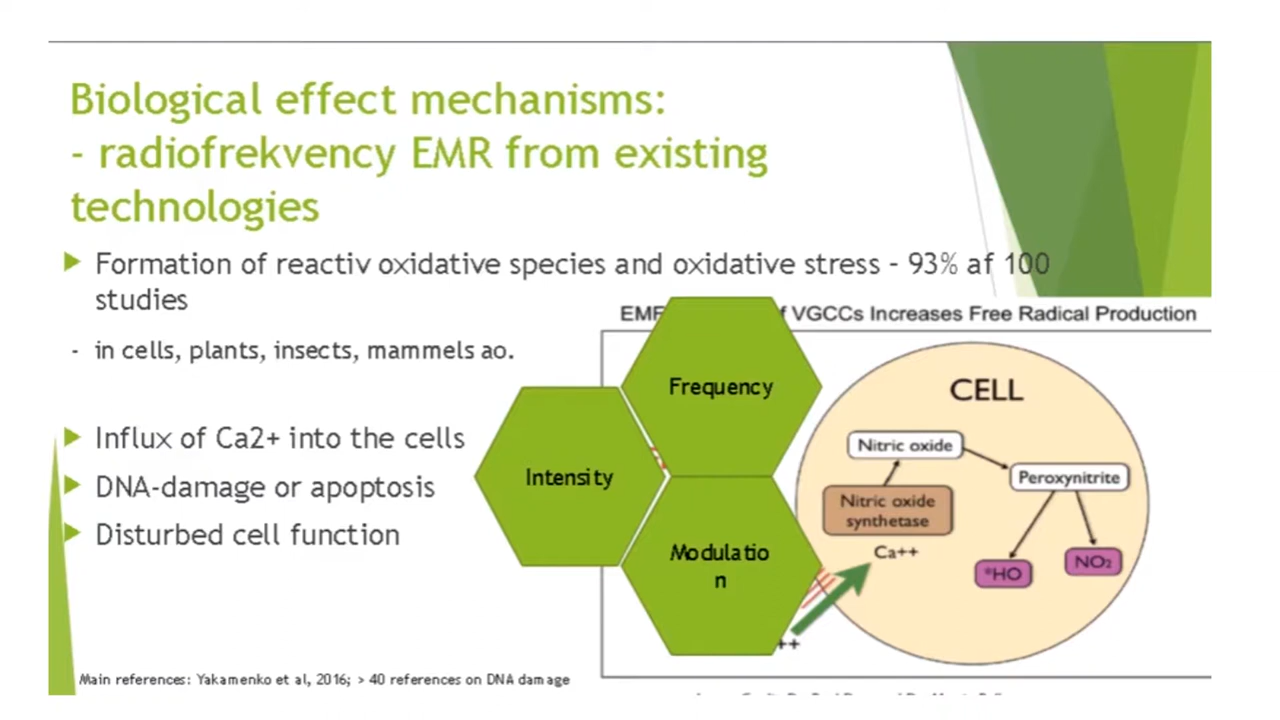 Biological effect mechanisms:
- radiofrekvency EMR from existing
technologies
Formation of reactiv oxidative species and oxidative stress – 93% af 100
studies
- in cells, plants, insects, mammels ao.
Influx of Ca2+ into the cells
DNA-damage or apoptosis
Disturbed cell function
VGCCs Increases Free Radical Production
Frequency
Intensity
Modulatio
n
CELL
Nitric oxide
Peroxynitrite
Nitric oxide
synthetase
Ca++
•HO
NO₂
++
Main references: Yakamenko et al, 2016; > 40 references on DNA damage